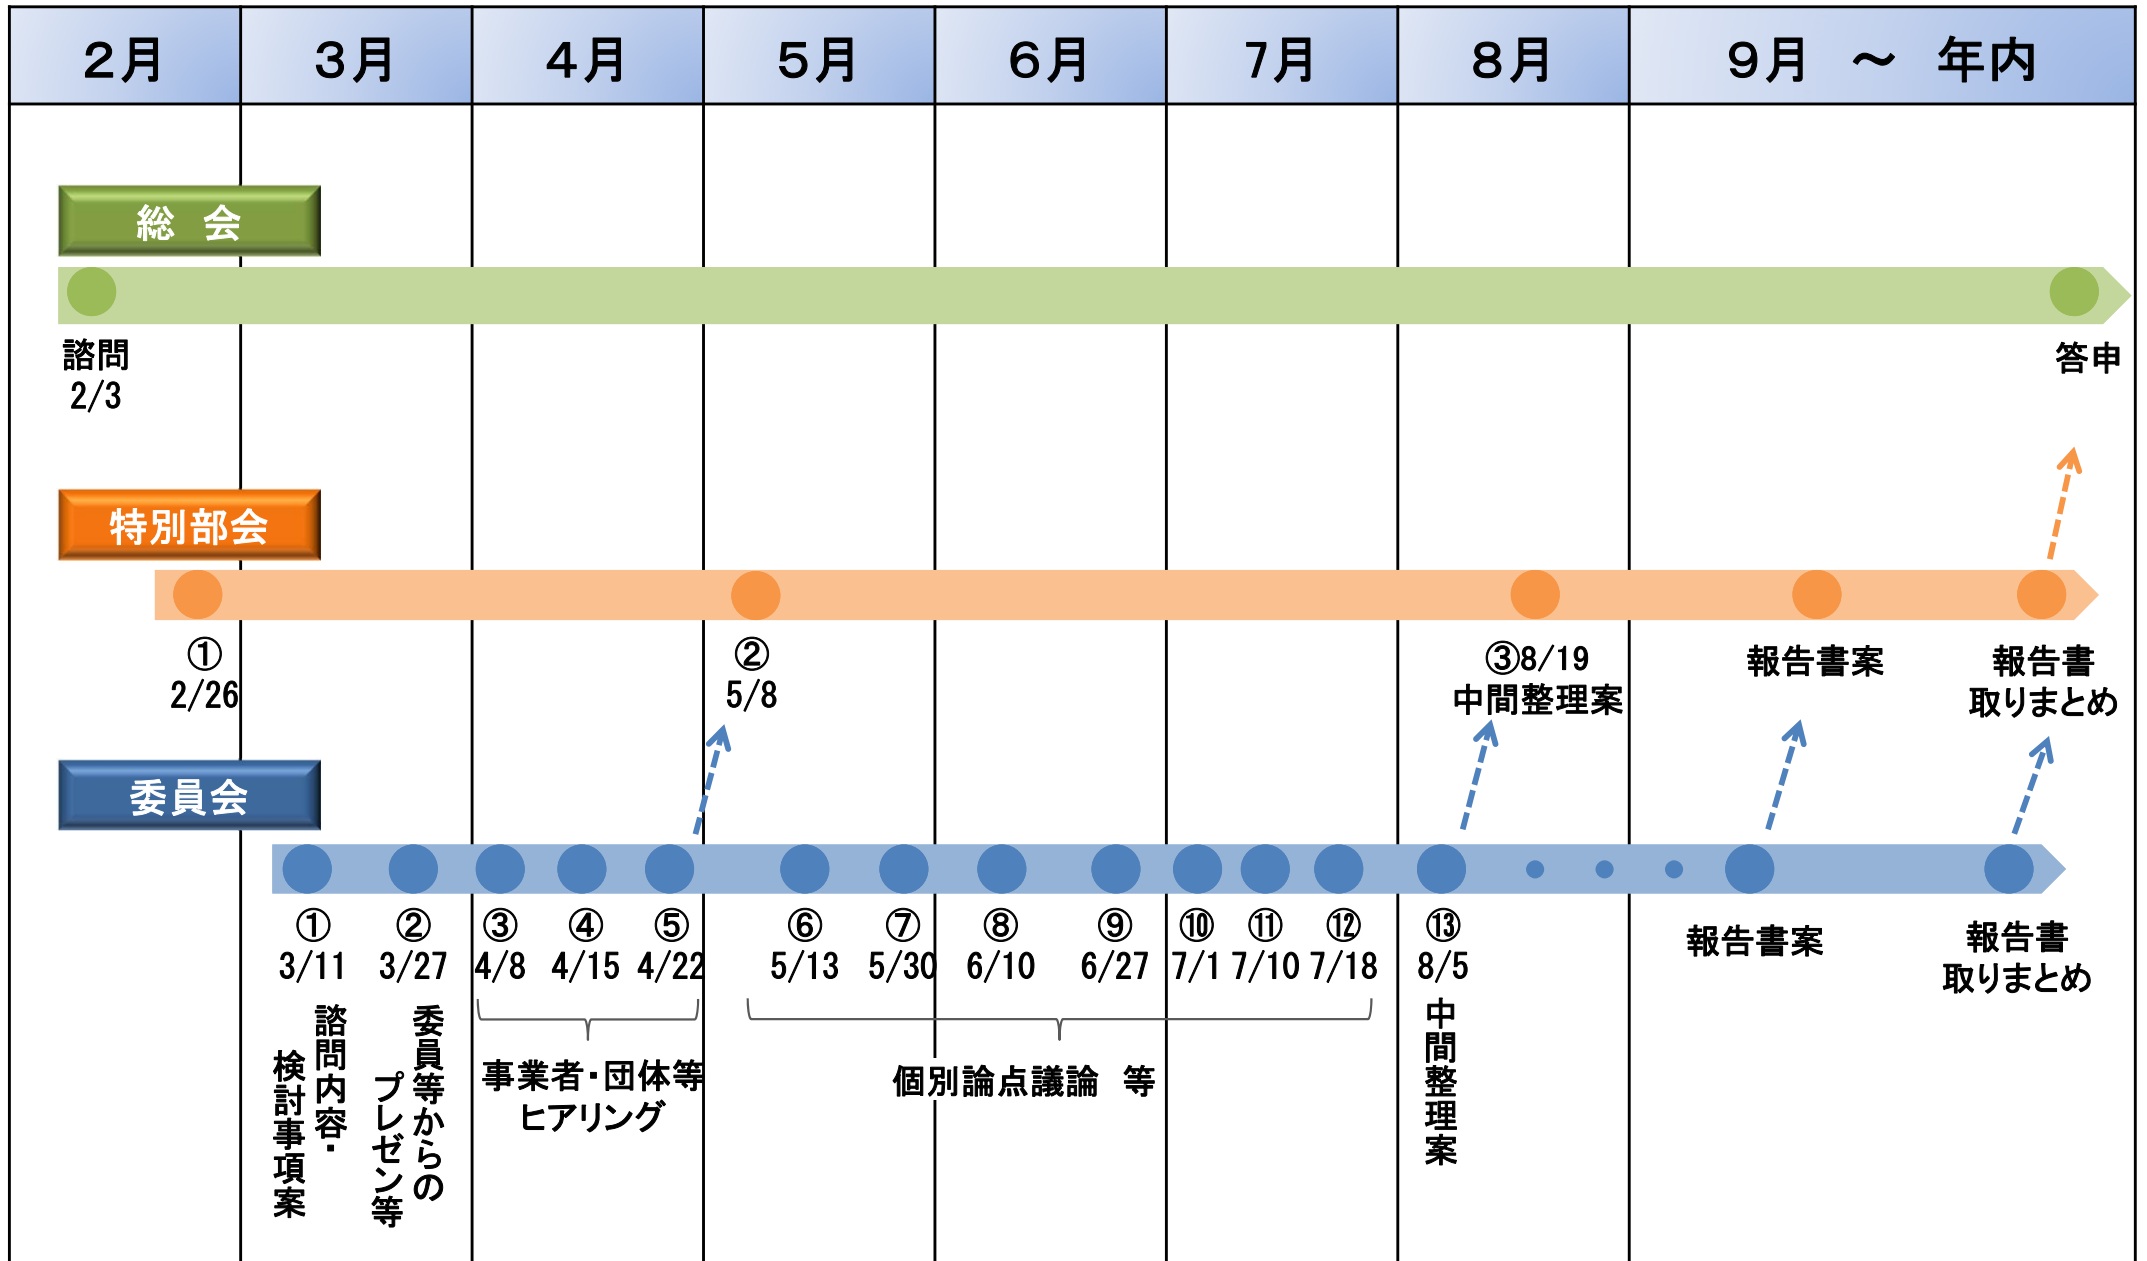 2月
3月
4月
5月
6月
7月
8月
9月 ～ 年内
総 会
諮問
2/3
答申
特別部会
①
2/26
②
5/8
③8/19
中間整理案
報告書案
報告書
取りまとめ
委員会
①
3/11
諮問内容・
検討事項案
②
3/27
委員等からの
プレゼン等
③
4/8
④
4/15
⑤
4/22
事業者・団体等
ヒアリング
⑥
5/13
⑦
5/30
⑧
6/10
⑨
6/27
⑩
7/1
⑪
7/10
⑫
7/18
個別論点議論 等
⑬
8/5
中間整理案
報告書案
報告書
取りまとめ